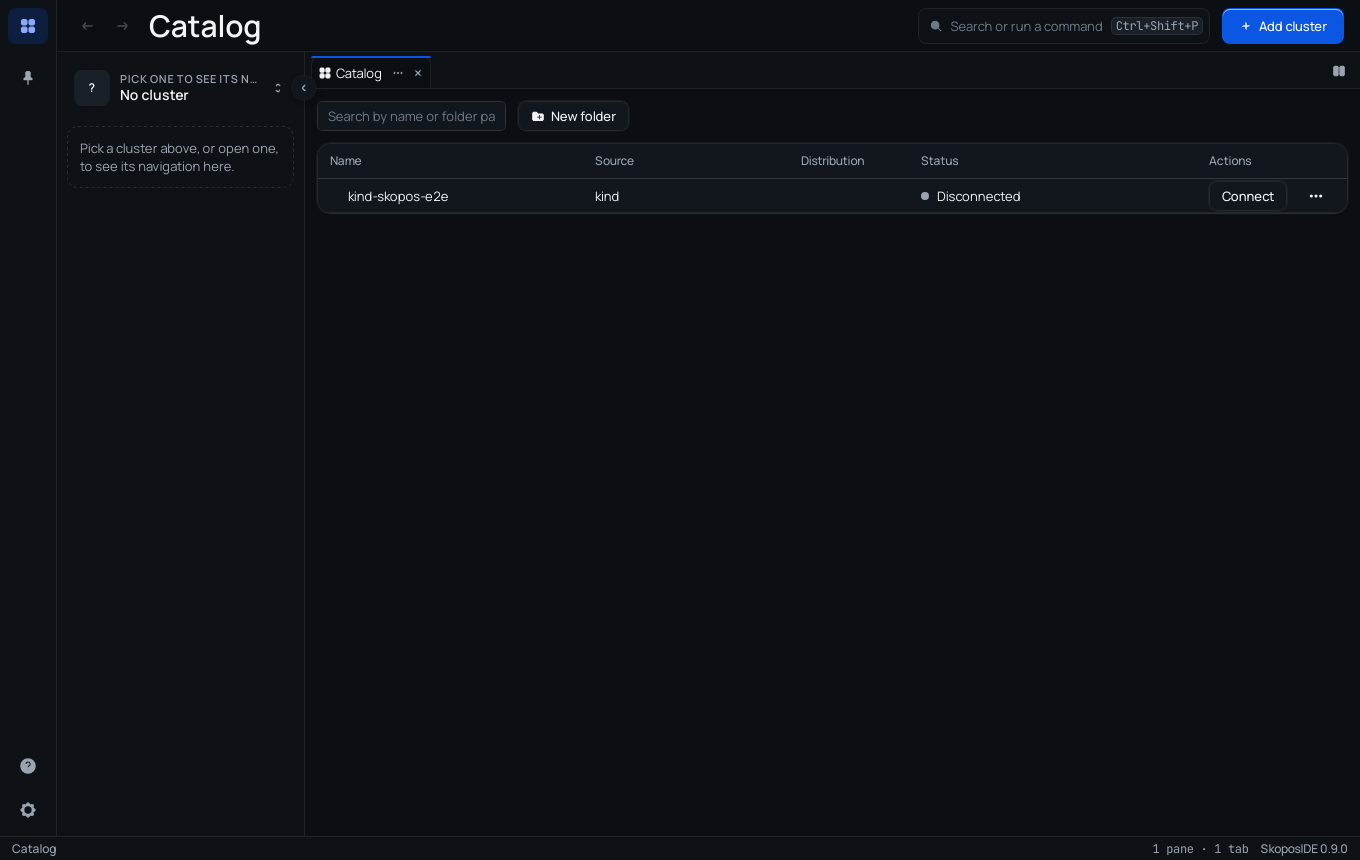 Catalog
Search or run a command Ctrl+Shift+P
+ Add cluster
?
PICK ONE TO SEE ITS N...
No cluster
Pick a cluster above, or open one,
to see its navigation here.
Catalog
Search by name or folder pa
New folder
Name Source Distribution Status Actions
kind-skopos-e2e kind Disconnected Connect
Catalog
1 pane · 1 tab SkoposIDE 0.9.0